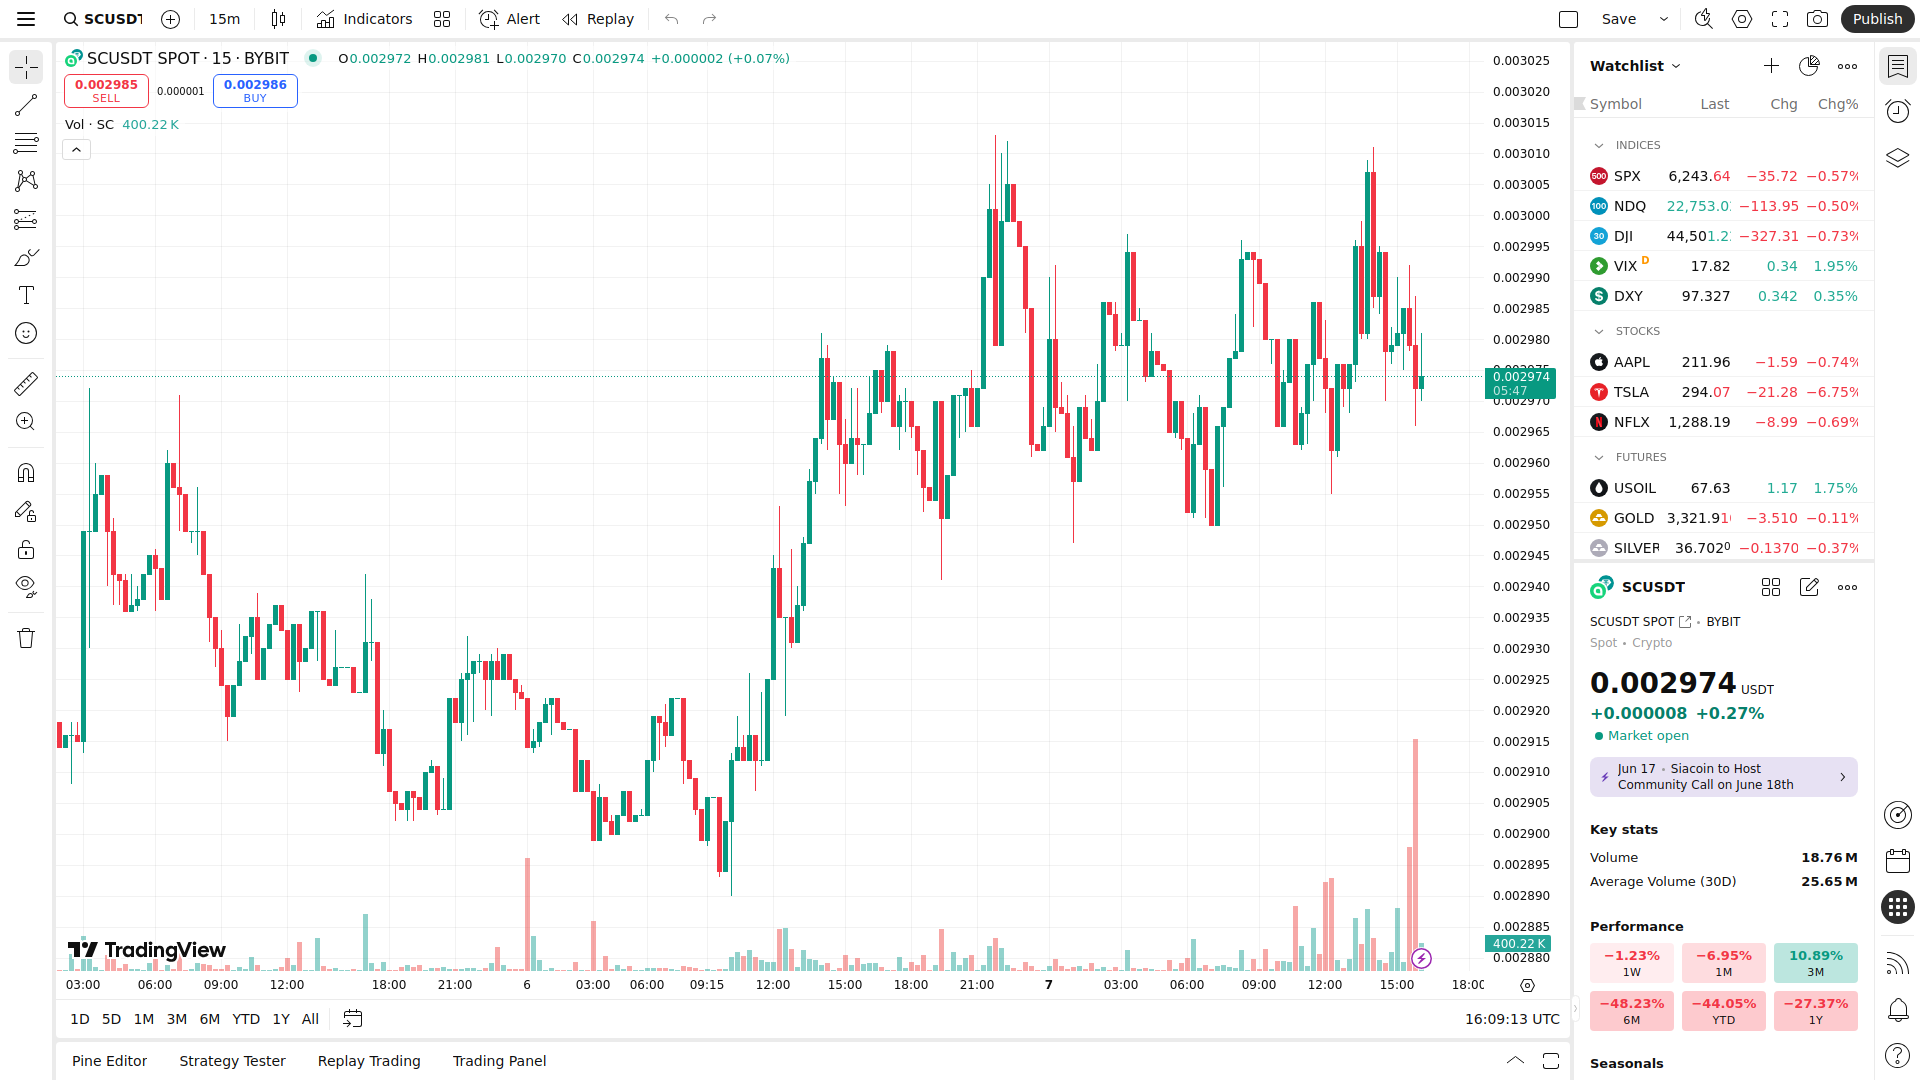 SCUSDT 15m Indicators Alert Replay Save Publish
SCUSDT SPOT · 15 · BYBIT O0.002972 H0.002981 L0.002970 C0.002974 +0.000002 (+0.07%)
0.002985 SELL 0.000001 0.002986 BUY
Vol · SC 400.22 K
0.003025
0.003020
0.003015
0.003010
0.003005
0.003000
0.002995
0.002990
0.002985
0.002980
0.002974
05:47
0.002970
0.002965
0.002960
0.002955
0.002950
0.002945
0.002940
0.002935
0.002930
0.002925
0.002920
0.002915
0.002910
0.002905
0.002900
0.002895
0.002890
0.002885
400.22 K
0.002880
TradingView
03:00 06:00 09:00 12:00 18:00 21:00 6 03:00 06:00 09:15 12:00 15:00 18:00 21:00 7 03:00 06:00 09:00 12:00 15:00 18:00
1D 5D 1M 3M 6M YTD 1Y All 16:09:13 UTC
Pine Editor Strategy Tester Replay Trading Trading Panel
Watchlist
Symbol Last Chg Chg%
INDICES
500 SPX 6,243.64 −35.72 −0.57%
100 NDQ 22,753.0 −113.95 −0.50%
30 DJI 44,501.2 −327.31 −0.73%
VIX D 17.82 0.34 1.95%
$ DXY 97.327 0.342 0.35%
STOCKS
AAPL 211.96 −1.59 −0.74%
TSLA 294.07 −21.28 −6.75%
N NFLX 1,288.19 −8.99 −0.69%
FUTURES
USOIL 67.63 1.17 1.75%
GOLD 3,321.91 −3.510 −0.11%
SILVER 36.7020 −0.1370 −0.37%
SCUSDT
SCUSDT SPOT • BYBIT
Spot • Crypto
0.002974 USDT
+0.000008 +0.27%
Market open
Jun 17 • Siacoin to Host
Community Call on June 18th
Key stats
Volume 18.76 M
Average Volume (30D) 25.65 M
Performance
−1.23% 1W −6.95% 1M 10.89% 3M
−48.23% 6M −44.05% YTD −27.37% 1Y
Seasonals